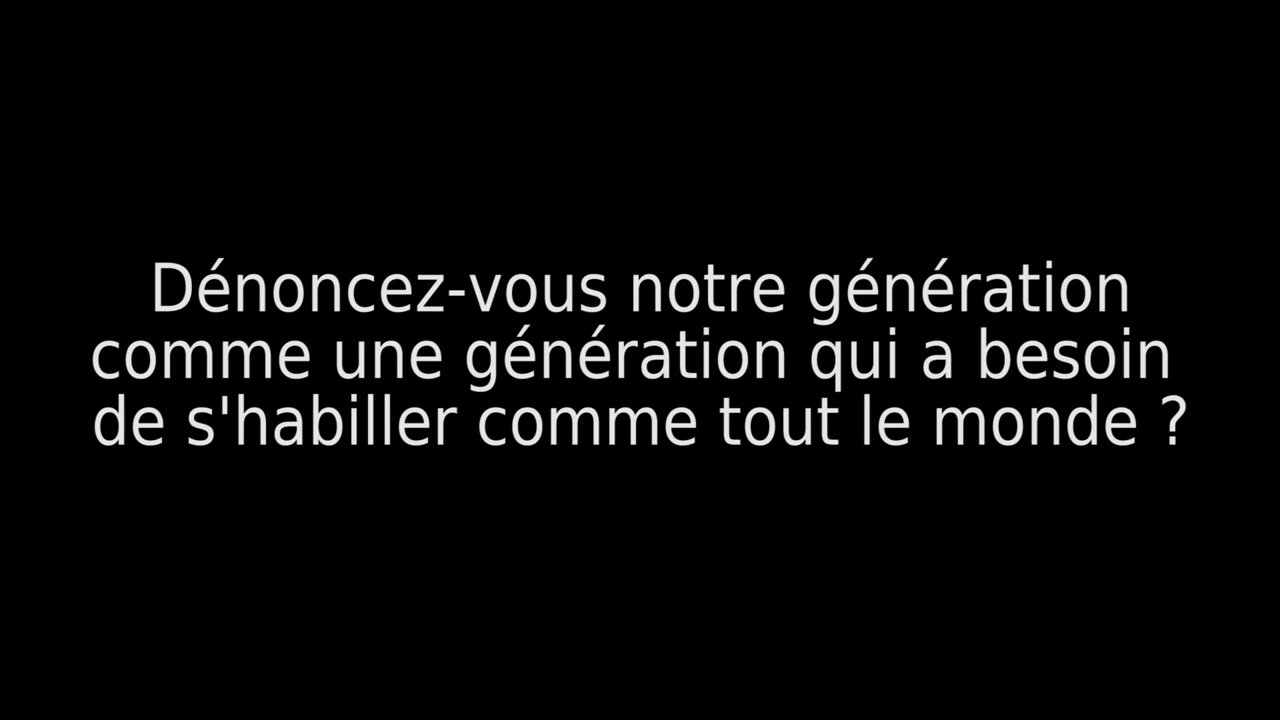 Dénoncez-vous notre génération
comme une génération qui a besoin
de s'habiller comme tout le monde ?